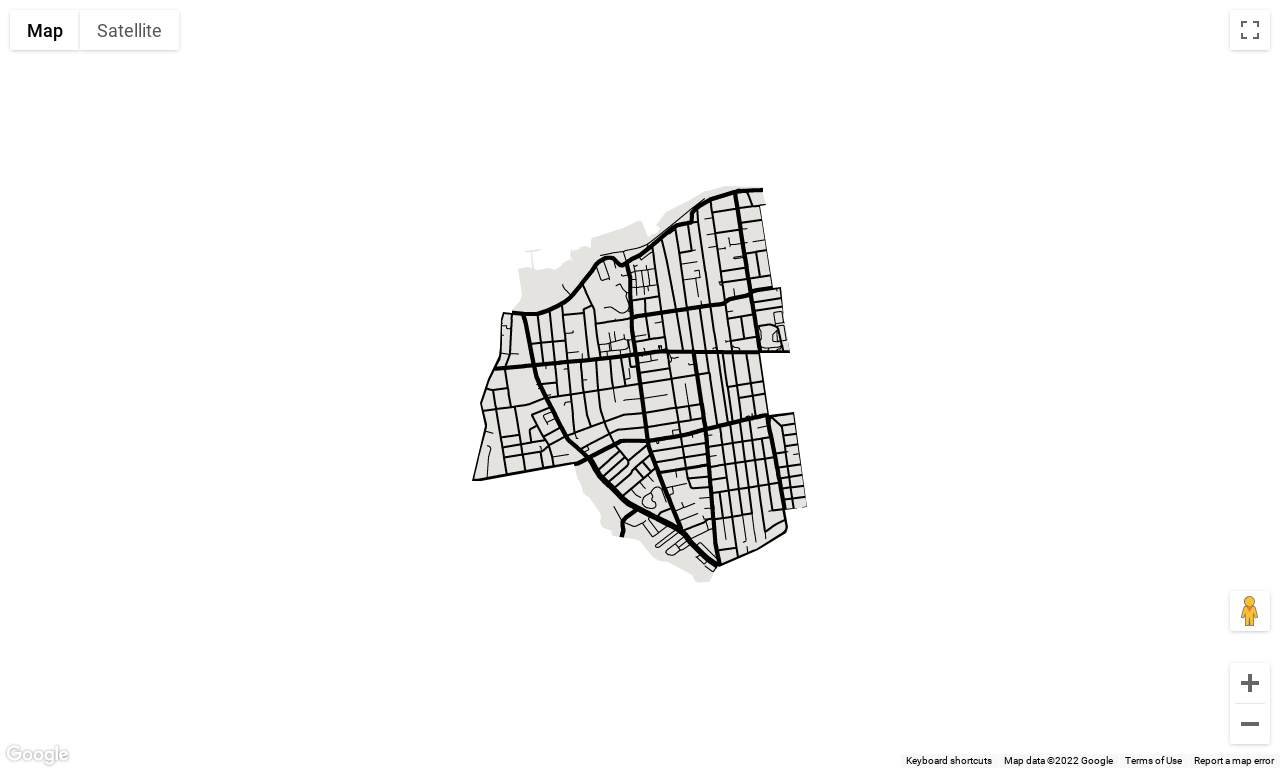 Map Satellite
Google
Keyboard shortcuts Map data ©2022 Google Terms of Use Report a map error